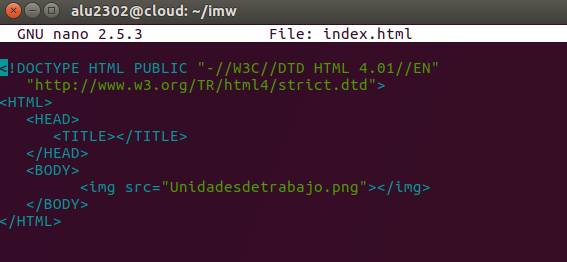 alu2302@cloud: ~/imw
GNU nano 2.5.3 File: index.html
<!DOCTYPE HTML PUBLIC "-//W3C//DTD HTML 4.01//EN"
"http://www.w3.org/TR/html4/strict.dtd">
<HTML>
<HEAD>
<TITLE></TITLE>
</HEAD>
<BODY>
<img src="Unidadesdetrabajo.png"></img>
</BODY>
</HTML>